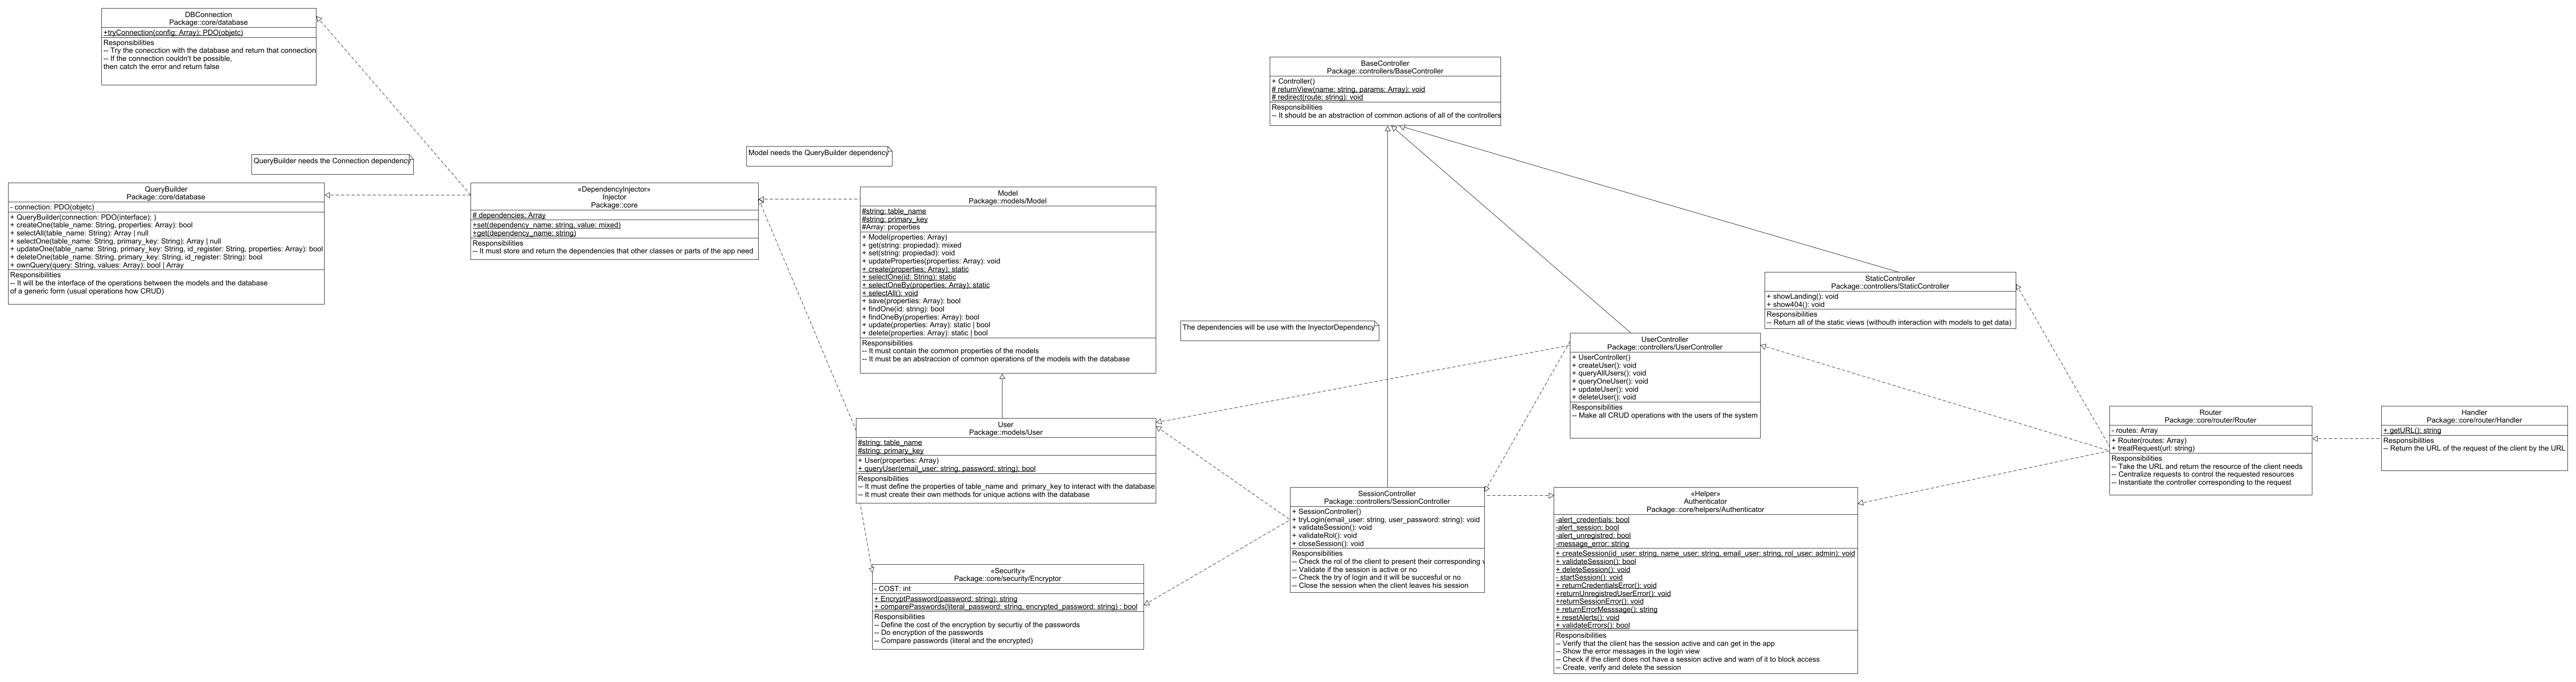 DBConnection
Package::core/database
+tryConnection(config: Array): PDO(objetc)
Responsibilities
-- Try the conecction with the database and return that connection
-- If the connection couldn't be possible,
then catch the error and return false
QueryBuilder needs the Connection dependency
QueryBuilder
Package::core/database
- connection: PDO(objetc)
+ QueryBuilder(connection: PDO(interface): )
+ createOne(table_name: String, properties: Array): bool
+ selectAll(table_name: String): Array | null
+ selectOne(table_name: String, primary_key: String): Array | null
+ updateOne(table_name: String, primary_key: String, id_register: String, properties: Array): bool
+ deleteOne(table_name: String, primary_key: String, id_register: String): bool
+ ownQuery(query: String, values: Array): bool | Array
Responsibilities
-- It will be the interface of the operations between the models and the database
of a generic form (usual operations how CRUD)
«DependencyInjector»
Injector
Package::core
# dependencies: Array
+set(dependency_name: string, value: mixed)
+get(dependency_name: string)
Responsibilities
-- It must store and return the dependencies that other classes or parts of the app need
Model needs the QueryBuilder dependency
Model
Package::models/Model
#string: table_name
#string: primary_key
#Array: properties
+ Model(properties: Array)
+ get(string: propiedad): mixed
+ set(string: propiedad): void
+ updateProperties(properties: Array): void
+ create(properties: Array): static
+ selectOne(id: String): static
+ selectOneBy(properties: Array): static
+ selectAll(): void
+ save(properties: Array): bool
+ findOne(id: string): bool
+ findOneBy(properties: Array): bool
+ update(properties: Array): static | bool
+ delete(properties: Array): static | bool
Responsibilities
-- It must contain the common properties of the models
-- It must be an abstraccion of common operations of the models with the database
User
Package::models/User
#string: table_name
#string: primary_key
+ User(properties: Array)
+ queryUser(email_user: string, password: string): bool
Responsibilities
-- It must define the properties of table_name and  primary_key to interact with the database
-- It must create their own methods for unique actions with the database
«Security»
Package::core/security/Encryptor
- COST: int
+ EncryptPassword(password: string): string
+ comparePasswords(literal_password: string, encrypted_password: string) : bool
Responsibilities
-- Define the cost of the encryption by securtiy of the passwords
-- Do encryption of the passwords
-- Compare passwords (literal and the encrypted)
BaseController
Package::controllers/BaseController
+ Controller()
# returnView(name: string, params: Array): void
# redirect(route: string): void
Responsibilities
-- It should be an abstraction of common actions of all of the controllers
The dependencies will be use with the InyectorDependency
StaticController
Package::controllers/StaticController
+ showLanding(): void
+ show404(): void
Responsibilities
-- Return all of the static views (withouth interaction with models to get data)
UserController
Package::controllers/UserController
+ UserController()
+ createUser(): void
+ queryAllUsers(): void
+ queryOneUser(): void
+ updateUser(): void
+ deleteUser(): void
Responsibilities
-- Make all CRUD operations with the users of the system
SessionController
Package::controllers/SessionController
+ SessionController()
+ tryLogin(email_user: string, user_password: string): void
+ validateSession(): void
+ validateRol(): void
+ closeSession(): void
Responsibilities
-- Check the rol of the client to present their corresponding
-- Validate if the session is active or no
-- Check the try of login and it will be succesful or no
-- Close the session when the client leaves his session
«Helper»
Authenticator
Package::core/helpers/Authenticator
-alert_credentials: bool
-alert_session: bool
-alert_unregistred: bool
-message_error: string
+ createSession(id_user: string, name_user: string, email_user: string, rol_user: admin): void
+ validateSession(): bool
+ deleteSession(): void
- startSession(): void
+ returnCredentialsError(): void
+returnUnregistredUserError(): void
+returnSessionError(): void
+ returnErrorMesssage(): string
+ resetAlerts(): void
+ validateErrors(): bool
Responsibilities
-- Verify that the client has the session active and can get in the app
-- Show the error messages in the login view
-- Check if the client does not have a session active and warn of it to block access
-- Create, verify and delete the session
Router
Package::core/router/Router
- routes: Array
+ Router(routes: Array)
+ treatRequest(url: string)
Responsibilities
-- Take the URL and return the resource of the client needs
-- Centralize requests to control the requested resources
-- Instantiate the controller corresponding to the request
Handler
Package::core/router/Handler
+ getURL(): string
Responsibilities
-- Return the URL of the request of the client by the URL